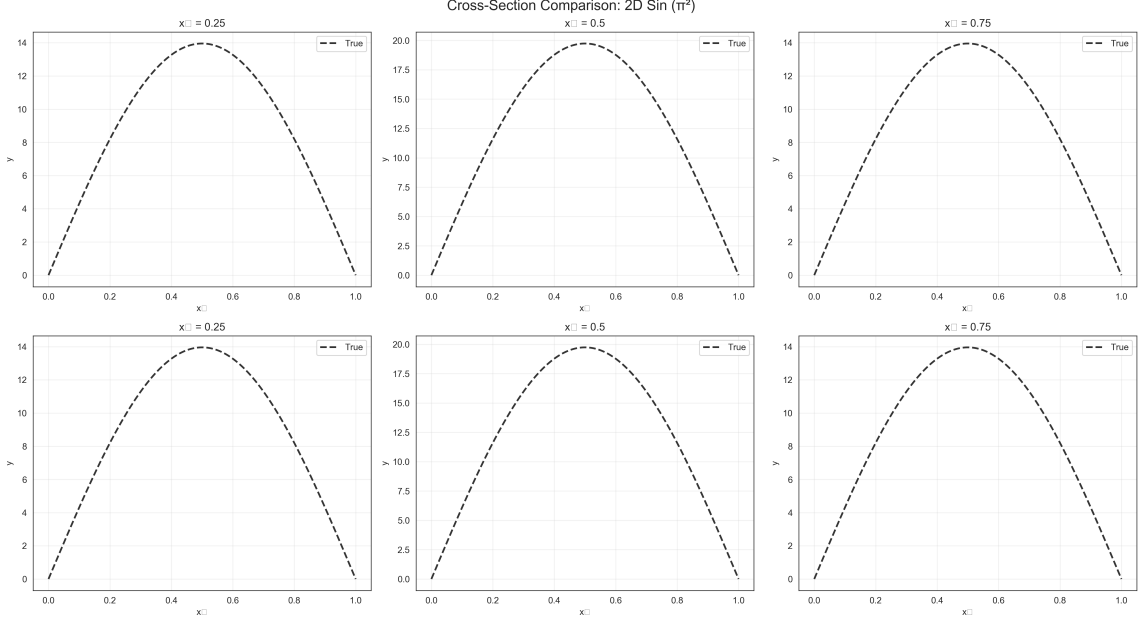 Cross-Section Comparison: 2D Sin (π²)
x□ = 0.25
x□ = 0.5
x□ = 0.75
True
True
True
14
12
10
8
6
4
2
0
y
20.0
17.5
15.0
12.5
10.0
7.5
5.0
2.5
0.0
y
14
12
10
8
6
4
2
0
y
0.0 0.2 0.4 0.6 0.8 1.0
0.0 0.2 0.4 0.6 0.8 1.0
0.0 0.2 0.4 0.6 0.8 1.0
x□
x□
x□
x□ = 0.25
x□ = 0.5
x□ = 0.75
True
True
True
14
12
10
8
6
4
2
0
y
20.0
17.5
15.0
12.5
10.0
7.5
5.0
2.5
0.0
y
14
12
10
8
6
4
2
0
y
0.0 0.2 0.4 0.6 0.8 1.0
0.0 0.2 0.4 0.6 0.8 1.0
0.0 0.2 0.4 0.6 0.8 1.0
x□
x□
x□